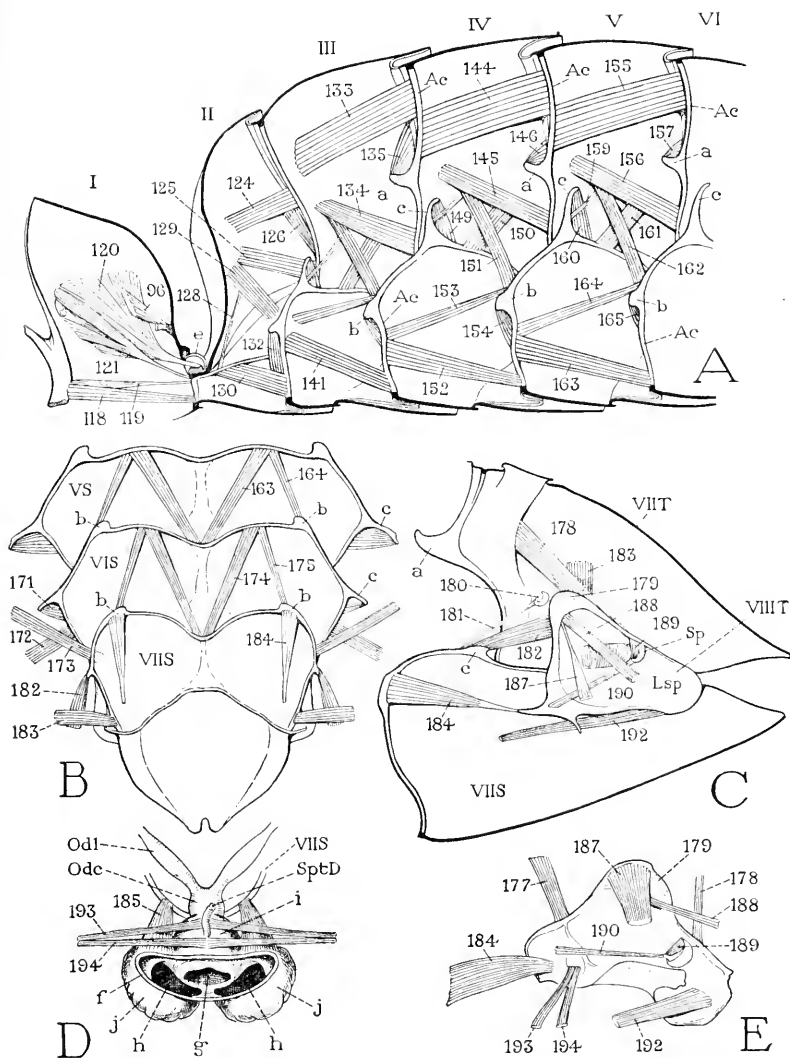 I
II
III
IV
V
VI
133
Ac
144
Ac
155
Ac
135
146
157
a
a
a
124
125
126
129
134
c
149
145
150
151
c
159
156
160
161
162
c
120
96
128
e
132
121
130
118
119
b
Ac
141
153
152
154
b
164
163
165
b
Ac
A
VS
164
163
b
b
c
VIS
175
174
171
c
b
b
172
173
VIIS
184
182
183
B
VIIT
178
183
a
180
179
181
188
189
Sp
VIIIT
182
c
187
190
Lsp
184
192
VIIS
C
Odl
VIIS
Odc
SptD
185
i
193
194
f
j
h
g
h
j
D
187
179
177
178
188
190
189
184
193
194
192
E